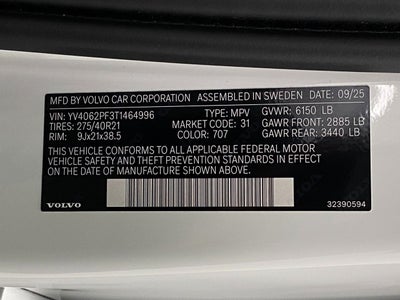 MFD BY VOLVO CAR CORPORATION ASSEMBLED IN SWEDEN 09/25
VIN: YV4062PF3T1464996 TYPE: MPV GVWR: 6150 LB
TIRES: 275/40R21 MARKET CODE: 31 GAWR FRONT: 2885 LB
RIM: 9Jx21x38.5 COLOR: 707 GAWR REAR: 3440 LB
THIS VEHICLE CONFORMS TO ALL APPLICABLE FEDERAL MOTOR
VEHICLE SAFETY AND THEFT PREVENTION STANDARDS IN EFFECT
ON DATE OF MANUFACTURE SHOWN ABOVE.
VOLVO 32390594